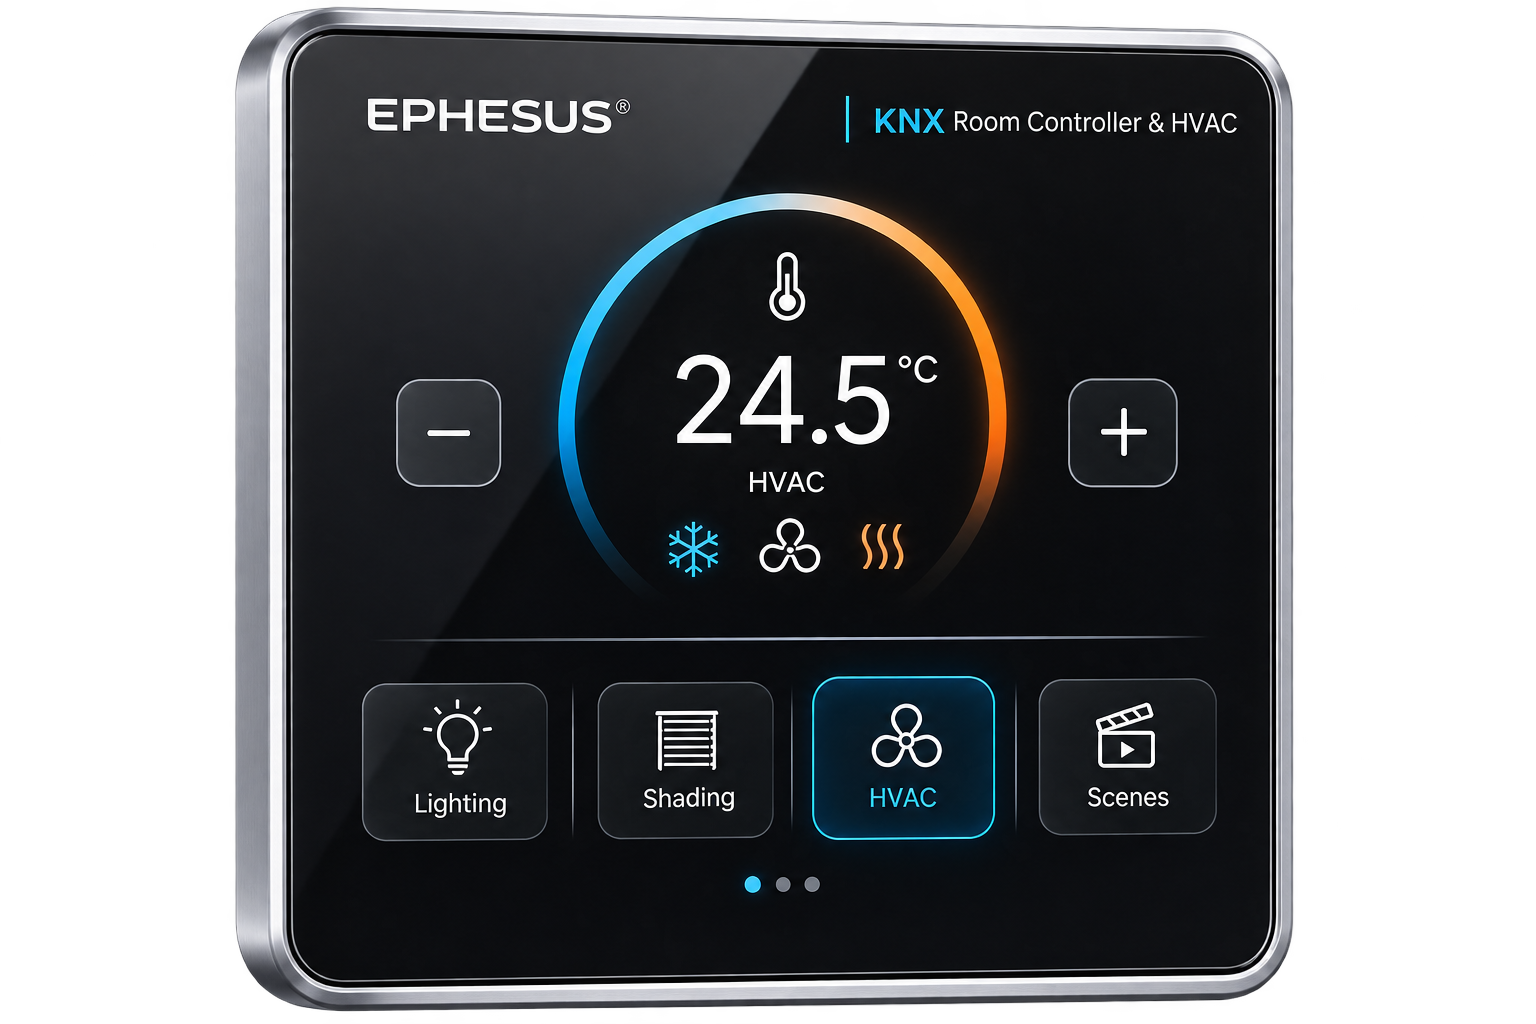 EPHESUS®
KNX Room Controller & HVAC
24.5 °C
HVAC
Lighting
Shading
HVAC
Scenes